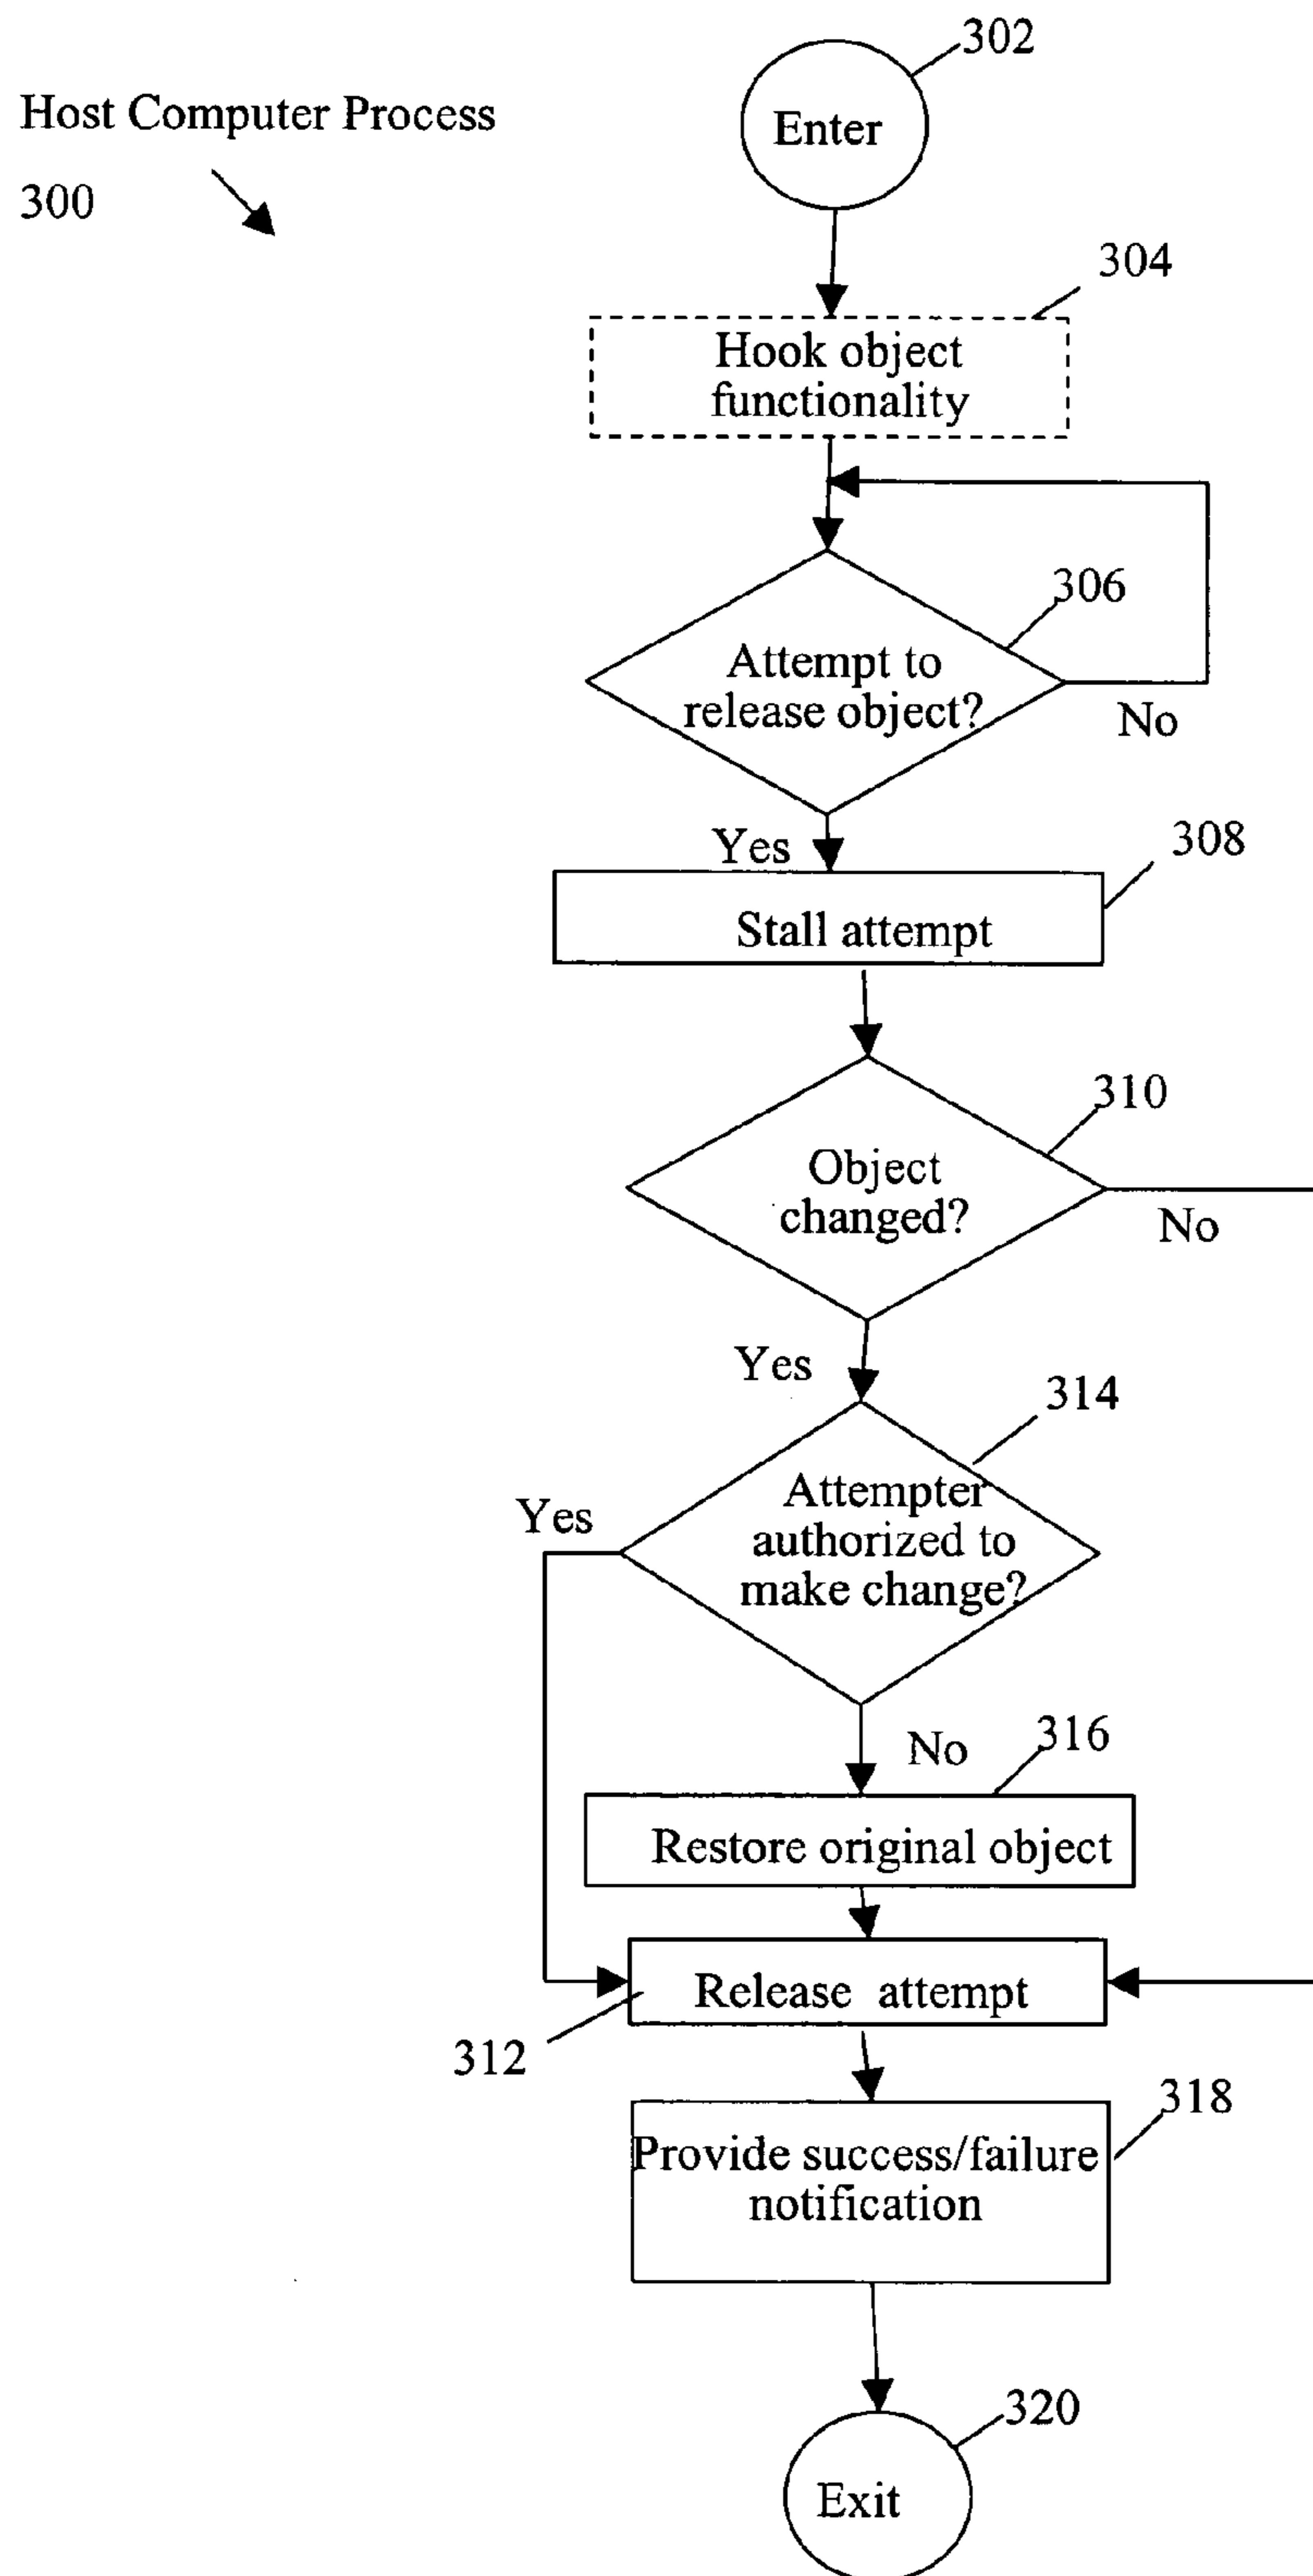 302
Host Computer Process
Enter
300
304
Hook object
functionality
306
Attempt to
release object?
No
Yes
308
Stall attempt
310
Object
changed?
No
Yes
314
Attempter
Yes
authorized to
make change?
316
No
Restore original object
Release attempt
312
318
Provide success/failure
notification
320
Exit